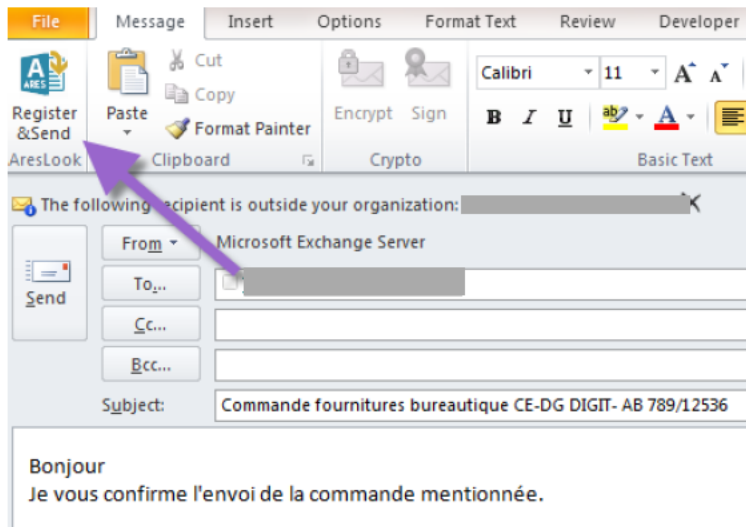 File Message Insert Options Format Text Review Developer
ARES
Register &Send
Paste
Cut
Copy
Format Painter
Encrypt Sign
Calibri 11 A A
B I U ab A
AresLook Clipboard Crypto Basic Text
The following recipient is outside your organization:
From Microsoft Exchange Server
Send
To...
Cc...
Bcc...
Subject: Commande fournitures bureautique CE-DG DIGIT- AB 789/12536
Bonjour
Je vous confirme l'envoi de la commande mentionnée.